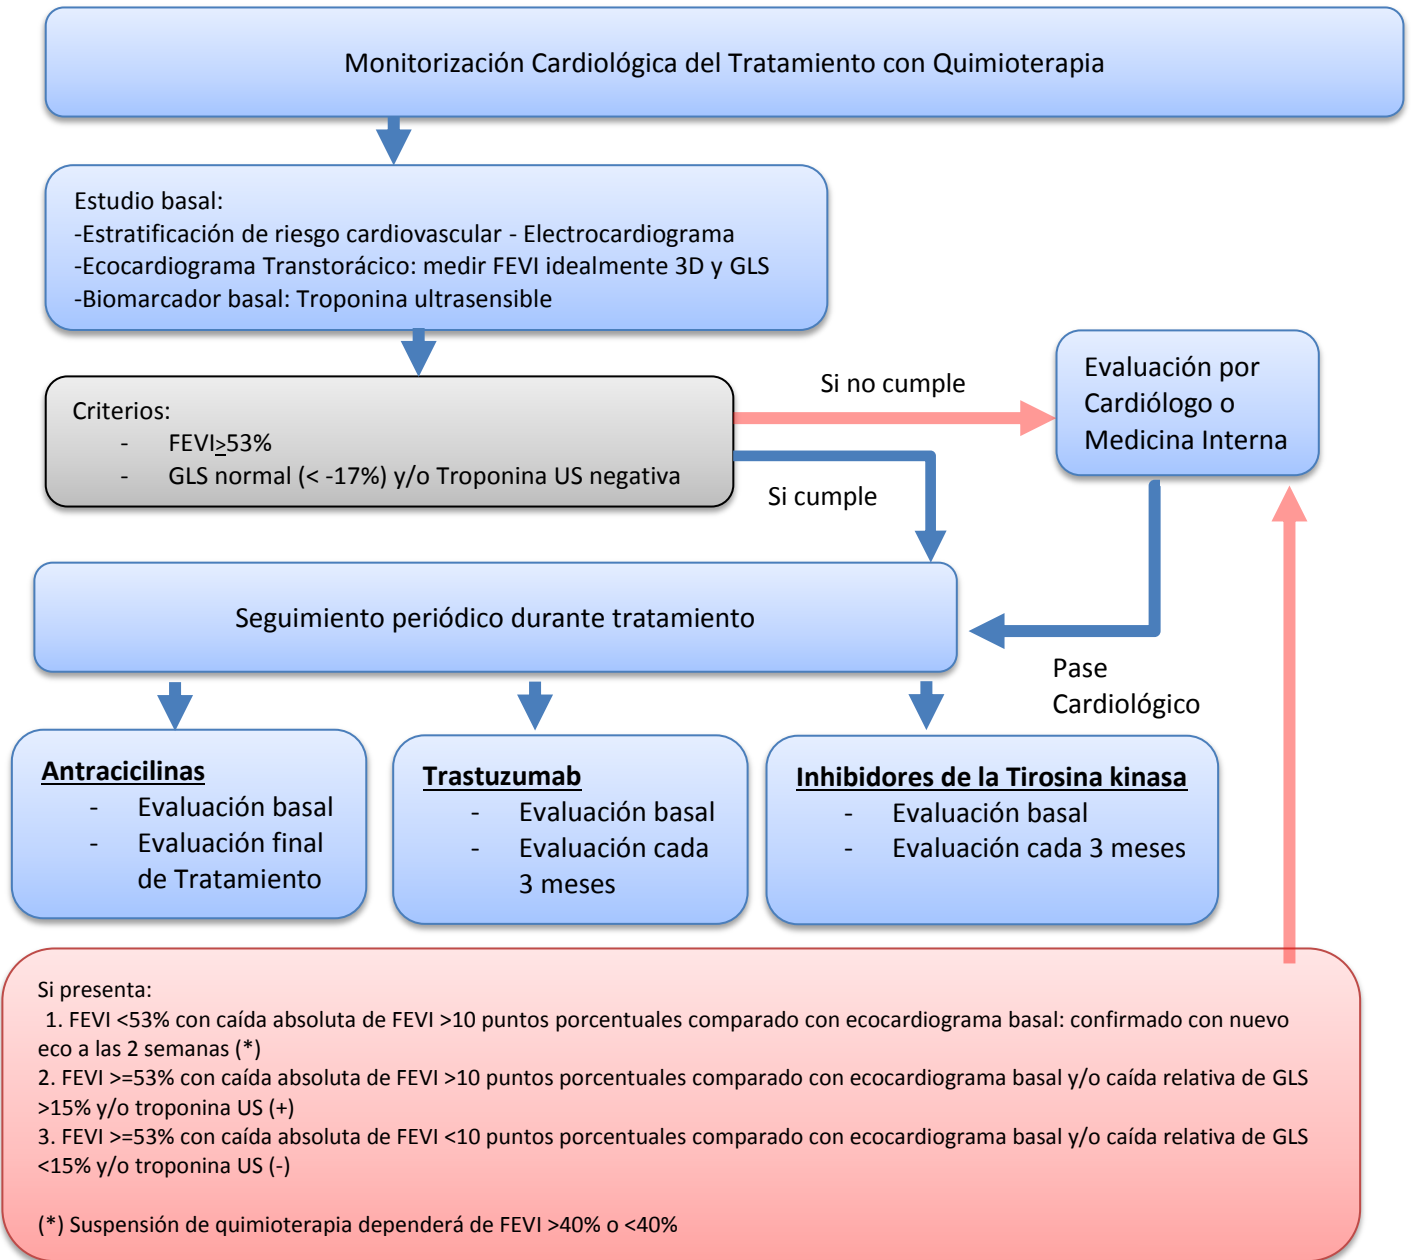 Monitorización Cardiológica del Tratamiento con Quimioterapia
Estudio basal:
-Estratificación de riesgo cardiovascular - Electrocardiograma
-Ecocardiograma Transtorácico: medir FEVI idealmente 3D y GLS
-Biomarcador basal: Troponina ultrasensible
Criterios:
- FEVI≥53%
- GLS normal (< -17%) y/o Troponina US negativa
Si no cumple
Evaluación por
Cardiólogo o
Medicina Interna
Si cumple
Seguimiento periódico durante tratamiento
Pase
Cardiológico
Antracicilinas
- Evaluación basal
- Evaluación final
de Tratamiento
Trastuzumab
- Evaluación basal
- Evaluación cada
3 meses
Inhibidores de la Tirosina kinasa
- Evaluación basal
- Evaluación cada 3 meses
Si presenta:
1. FEVI <53% con caída absoluta de FEVI >10 puntos porcentuales comparado con ecocardiograma basal: confirmado con nuevo
eco a las 2 semanas (*)
2. FEVI >=53% con caída absoluta de FEVI >10 puntos porcentuales comparado con ecocardiograma basal y/o caída relativa de GLS
>15% y/o troponina US (+)
3. FEVI >=53% con caída absoluta de FEVI <10 puntos porcentuales comparado con ecocardiograma basal y/o caída relativa de GLS
<15% y/o troponina US (-)
(*) Suspensión de quimioterapia dependerá de FEVI >40% o <40%